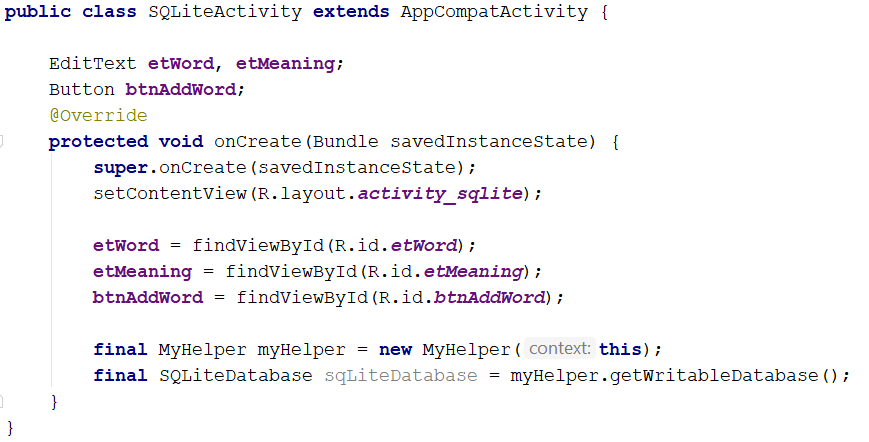 public class SQLiteActivity extends AppCompatActivity {
EditText etWord, etMeaning;
Button btnAddWord;
@Override
protected void onCreate(Bundle savedInstanceState) {
super.onCreate(savedInstanceState);
setContentView(R.layout.activity_sqlite);
etWord = findViewById(R.id.etWord);
etMeaning = findViewById(R.id.etMeaning);
btnAddWord = findViewById(R.id.btnAddWord);
final MyHelper myHelper = new MyHelper( context: this);
final SQLiteDatabase sqLiteDatabase = myHelper.getWritableDatabase();
}
}